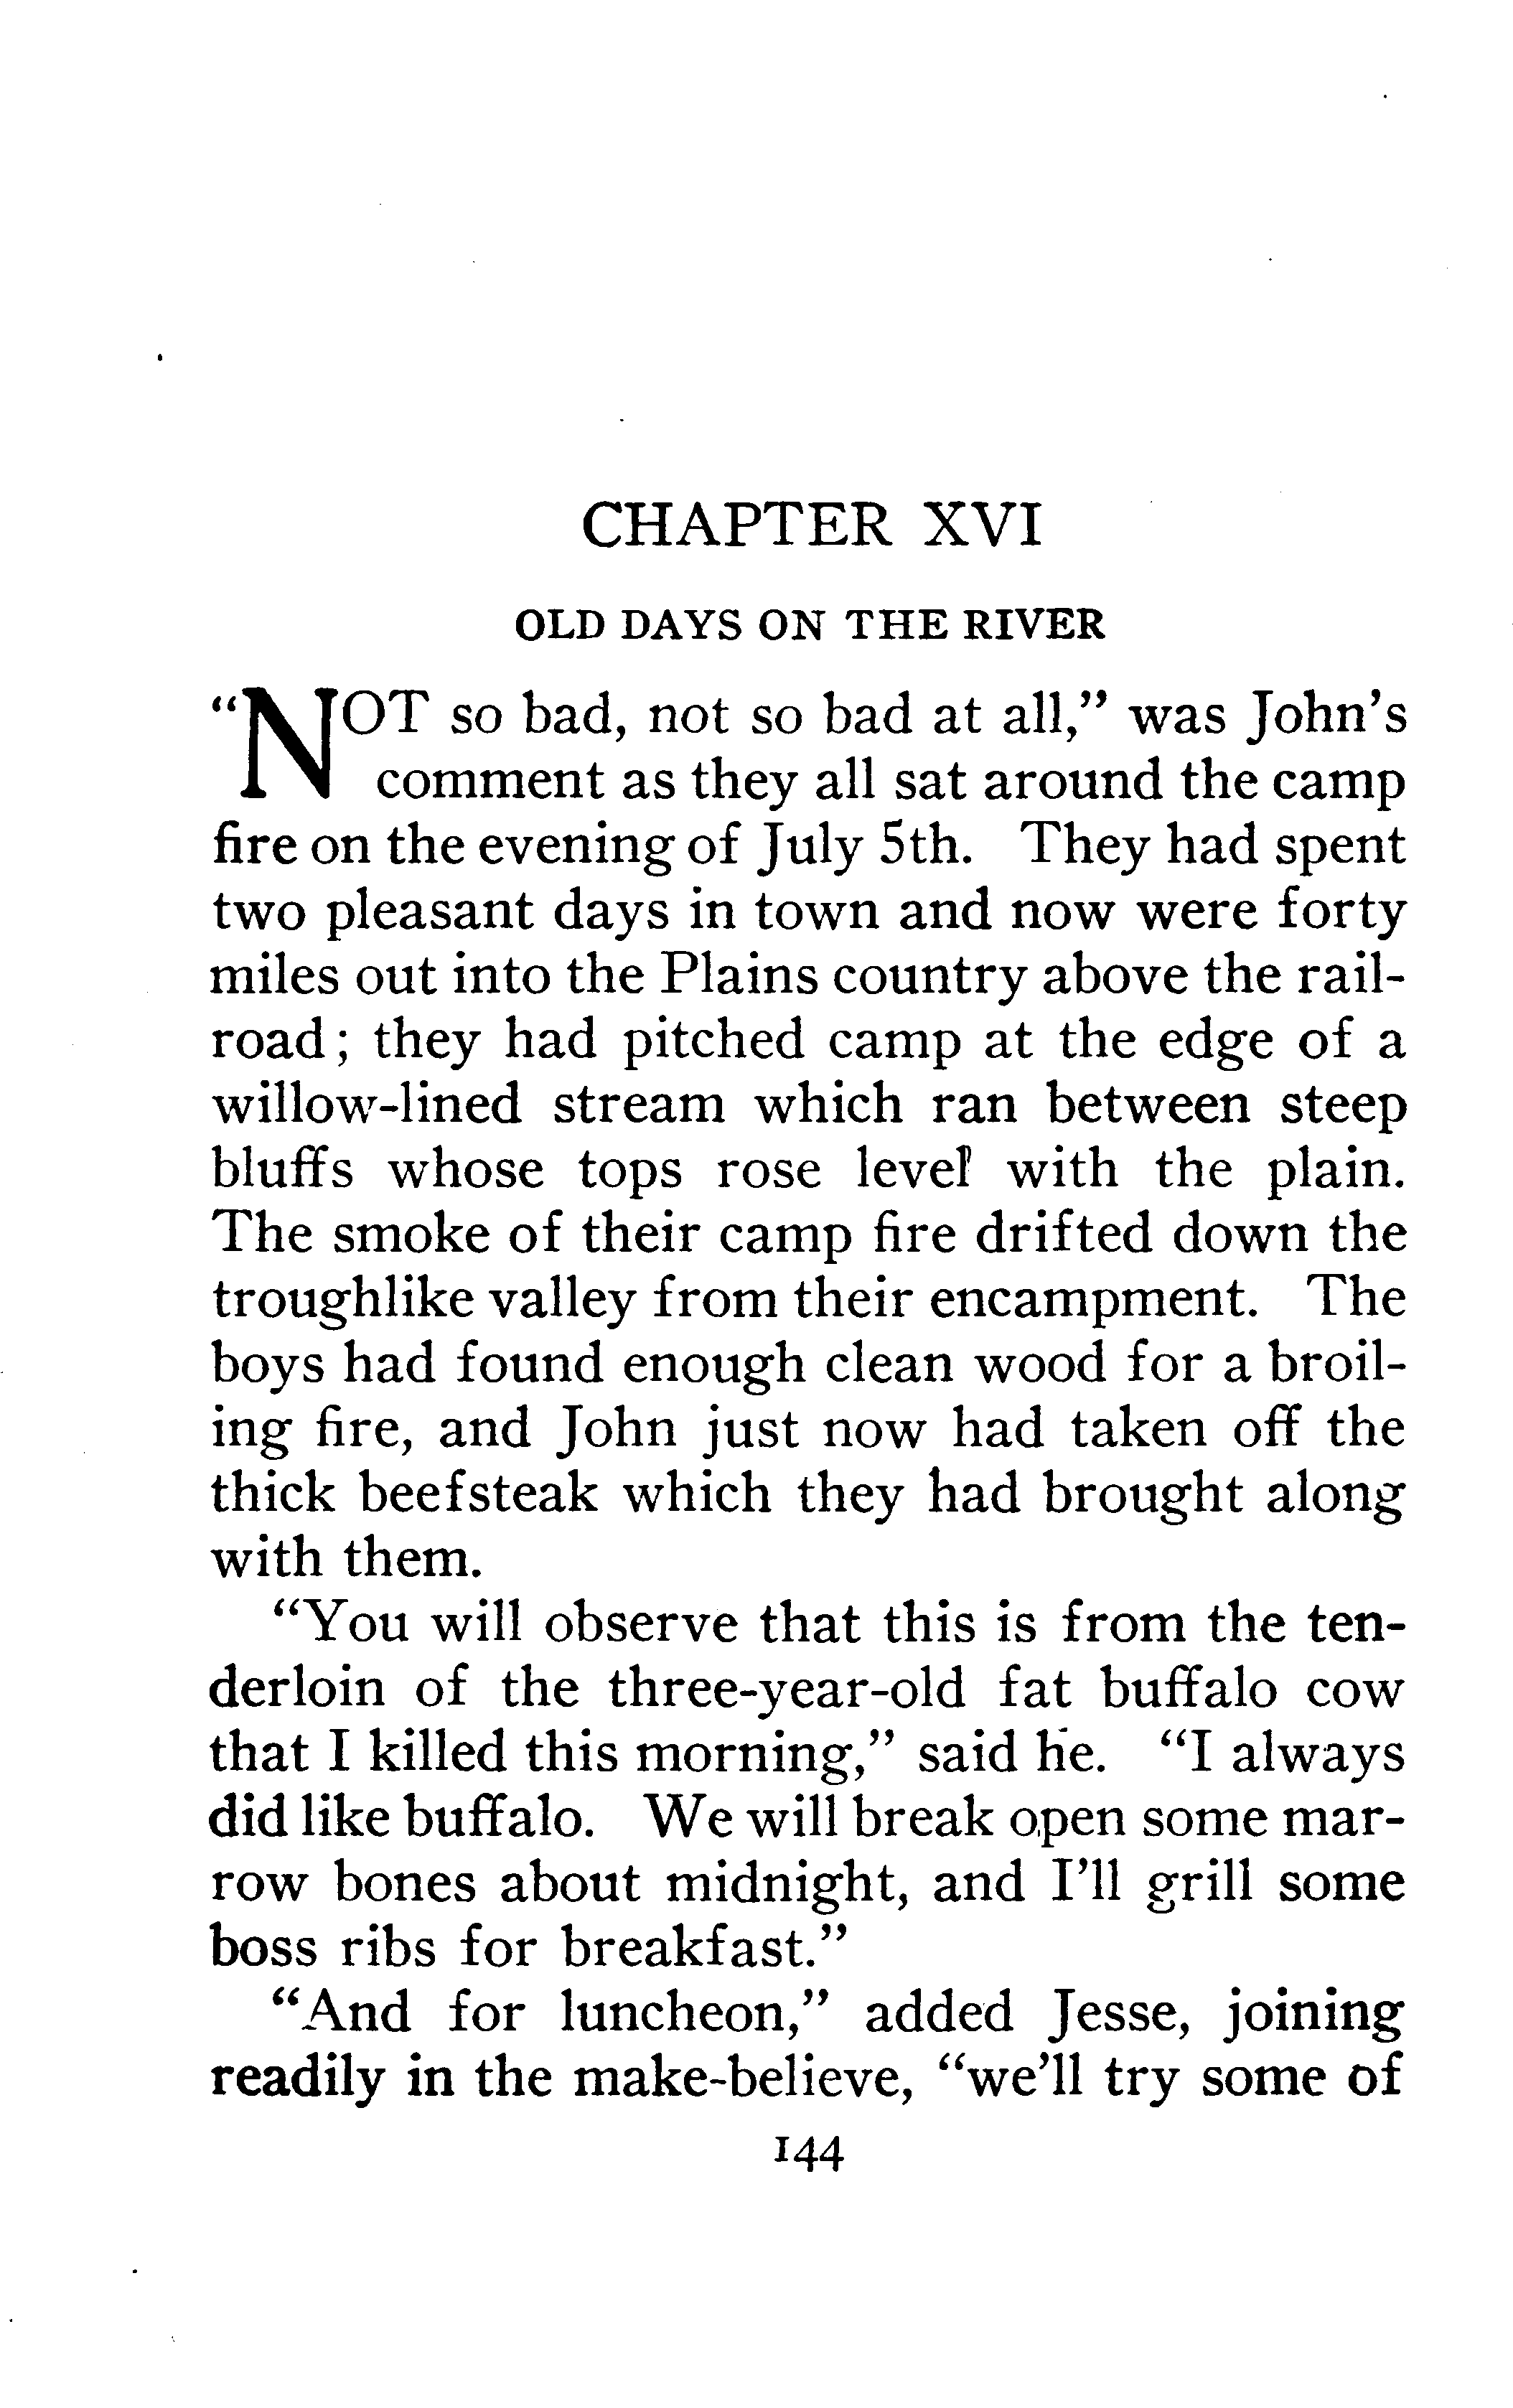 CHAPTER XVI
OLD DAYS ON THE RIVER
“NOT so bad, not so bad at all,” was John’s
comment as they all sat around the camp
fire on the evening of July 5th. They had spent
two pleasant days in town and now were forty
miles out into the Plains country above the rail-
road; they had pitched camp at the edge of a
willow-lined stream which ran between steep
bluffs whose tops rose level with the plain.
The smoke of their camp fire drifted down the
troughlike valley from their encampment. The
boys had found enough clean wood for a broil-
ing fire, and John just now had taken off the
thick beefsteak which they had brought along
with them.
“You will observe that this is from the ten-
derloin of the three-year-old fat buffalo cow
that I killed this morning,” said he. “I always
did like buffalo. We will break open some mar-
row bones about midnight, and I’ll grill some
boss ribs for breakfast.”
“And for luncheon,” added Jesse, joining
readily in the make-believe, “we’ll try some of
144